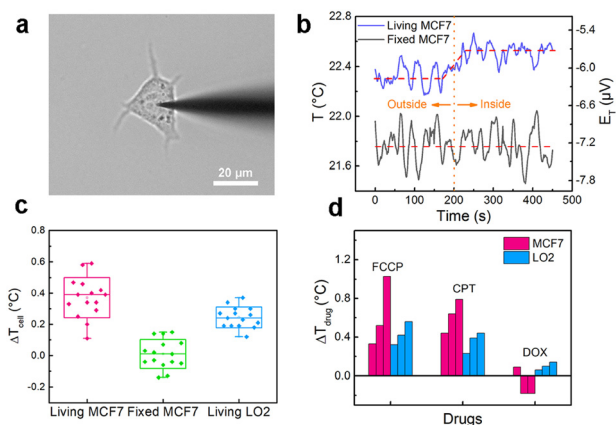 a
20 μm
b
Living MCF7
Fixed MCF7
22.8
22.4
22.0
21.6
T (°C)
Outside
Inside
-5.4
-6.0
-6.6
-7.2
-7.8
E_T (μV)
0 100 200 300 400 500
Time (s)
c
0.8
0.6
0.4
0.2
0.0
-0.2
ΔT_cell (°C)
Living MCF7 Fixed MCF7 Living LO2
d
MCF7
LO2
FCCP
CPT
DOX
1.2
0.8
0.4
0.0
ΔT_drug (°C)
Drugs